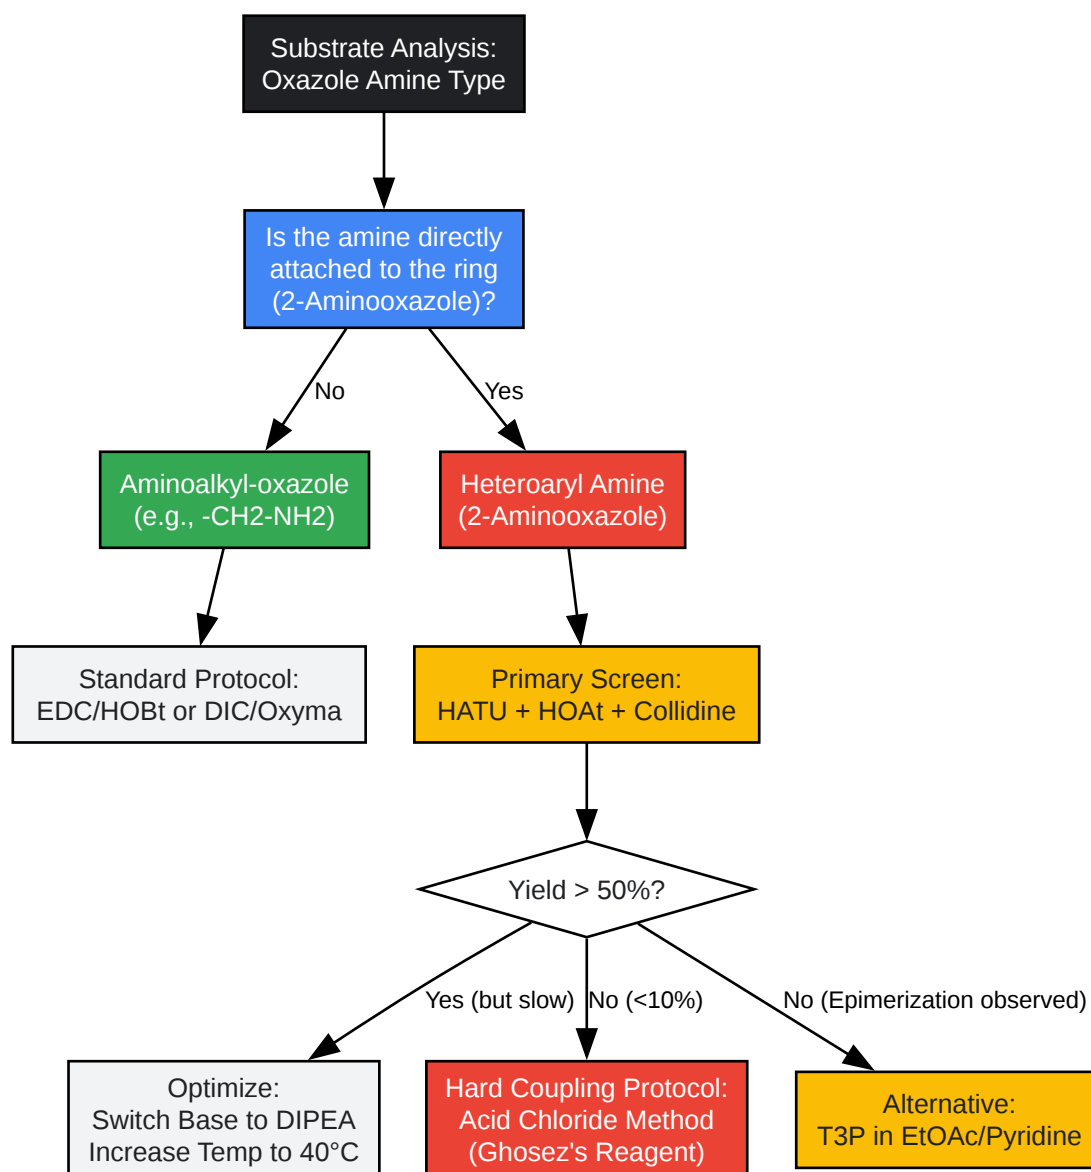 Substrate Analysis:
Oxazole Amine Type
Is the amine directly
attached to the ring
(2-Aminooxazole)?
No
Yes
Aminoalkyl-oxazole
(e.g., -CH2-NH2)
Heteroaryl Amine
(2-Aminooxazole)
Standard Protocol:
EDC/HOBt or DIC/Oxyma
Primary Screen:
HATU + HOAt + Collidine
Yield > 50%?
Yes (but slow)
No (<10%)
No (Epimerization observed)
Optimize:
Switch Base to DIPEA
Increase Temp to 40°C
Hard Coupling Protocol:
Acid Chloride Method
(Ghosez's Reagent)
Alternative:
T3P in EtOAc/Pyridine